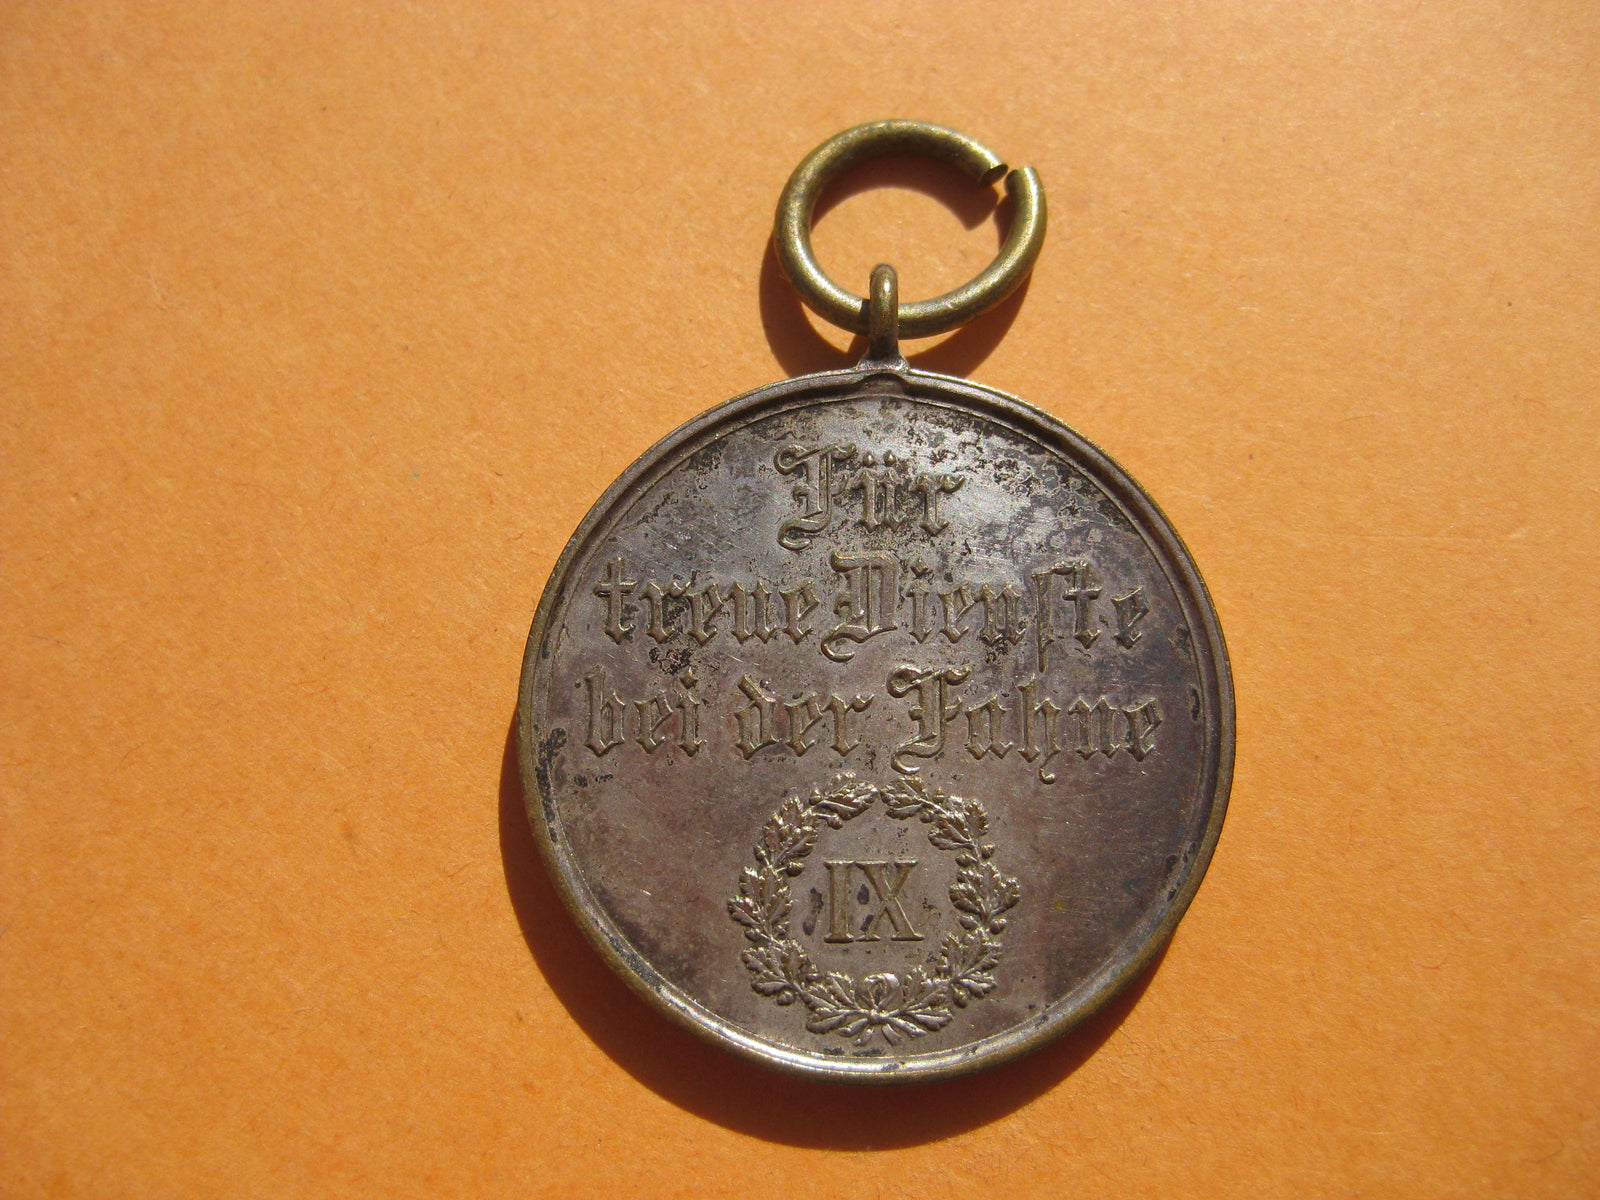 Für
treue Dienſte
bei der Fahne
IX